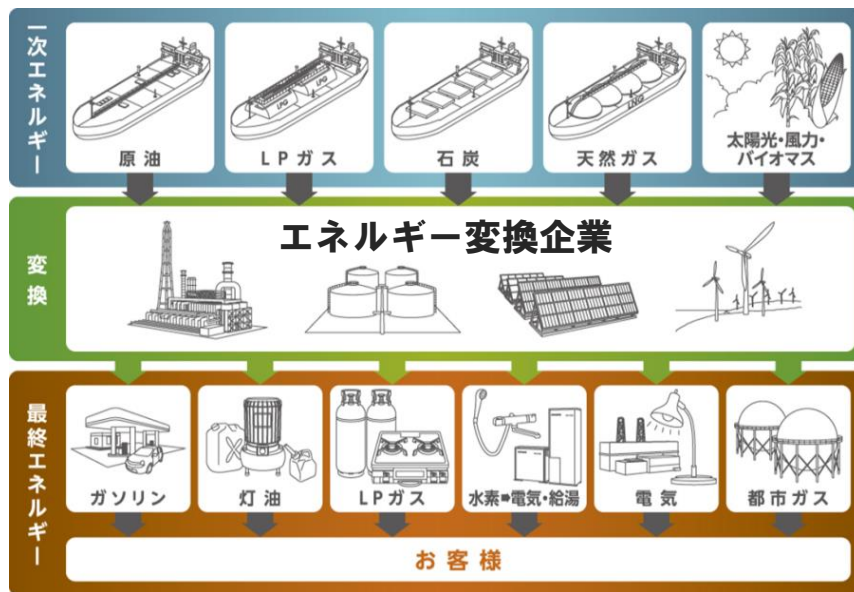 一次エネルギー
原油
LPG
LPG
LPガス
石炭
LNG
天然ガス
太陽光・風力・
バイオマス
変換
エネルギー変換企業
最終エネルギー
ガソリン
灯油
LPガス
水素➡電気・給湯
電気
都市ガス
お客様